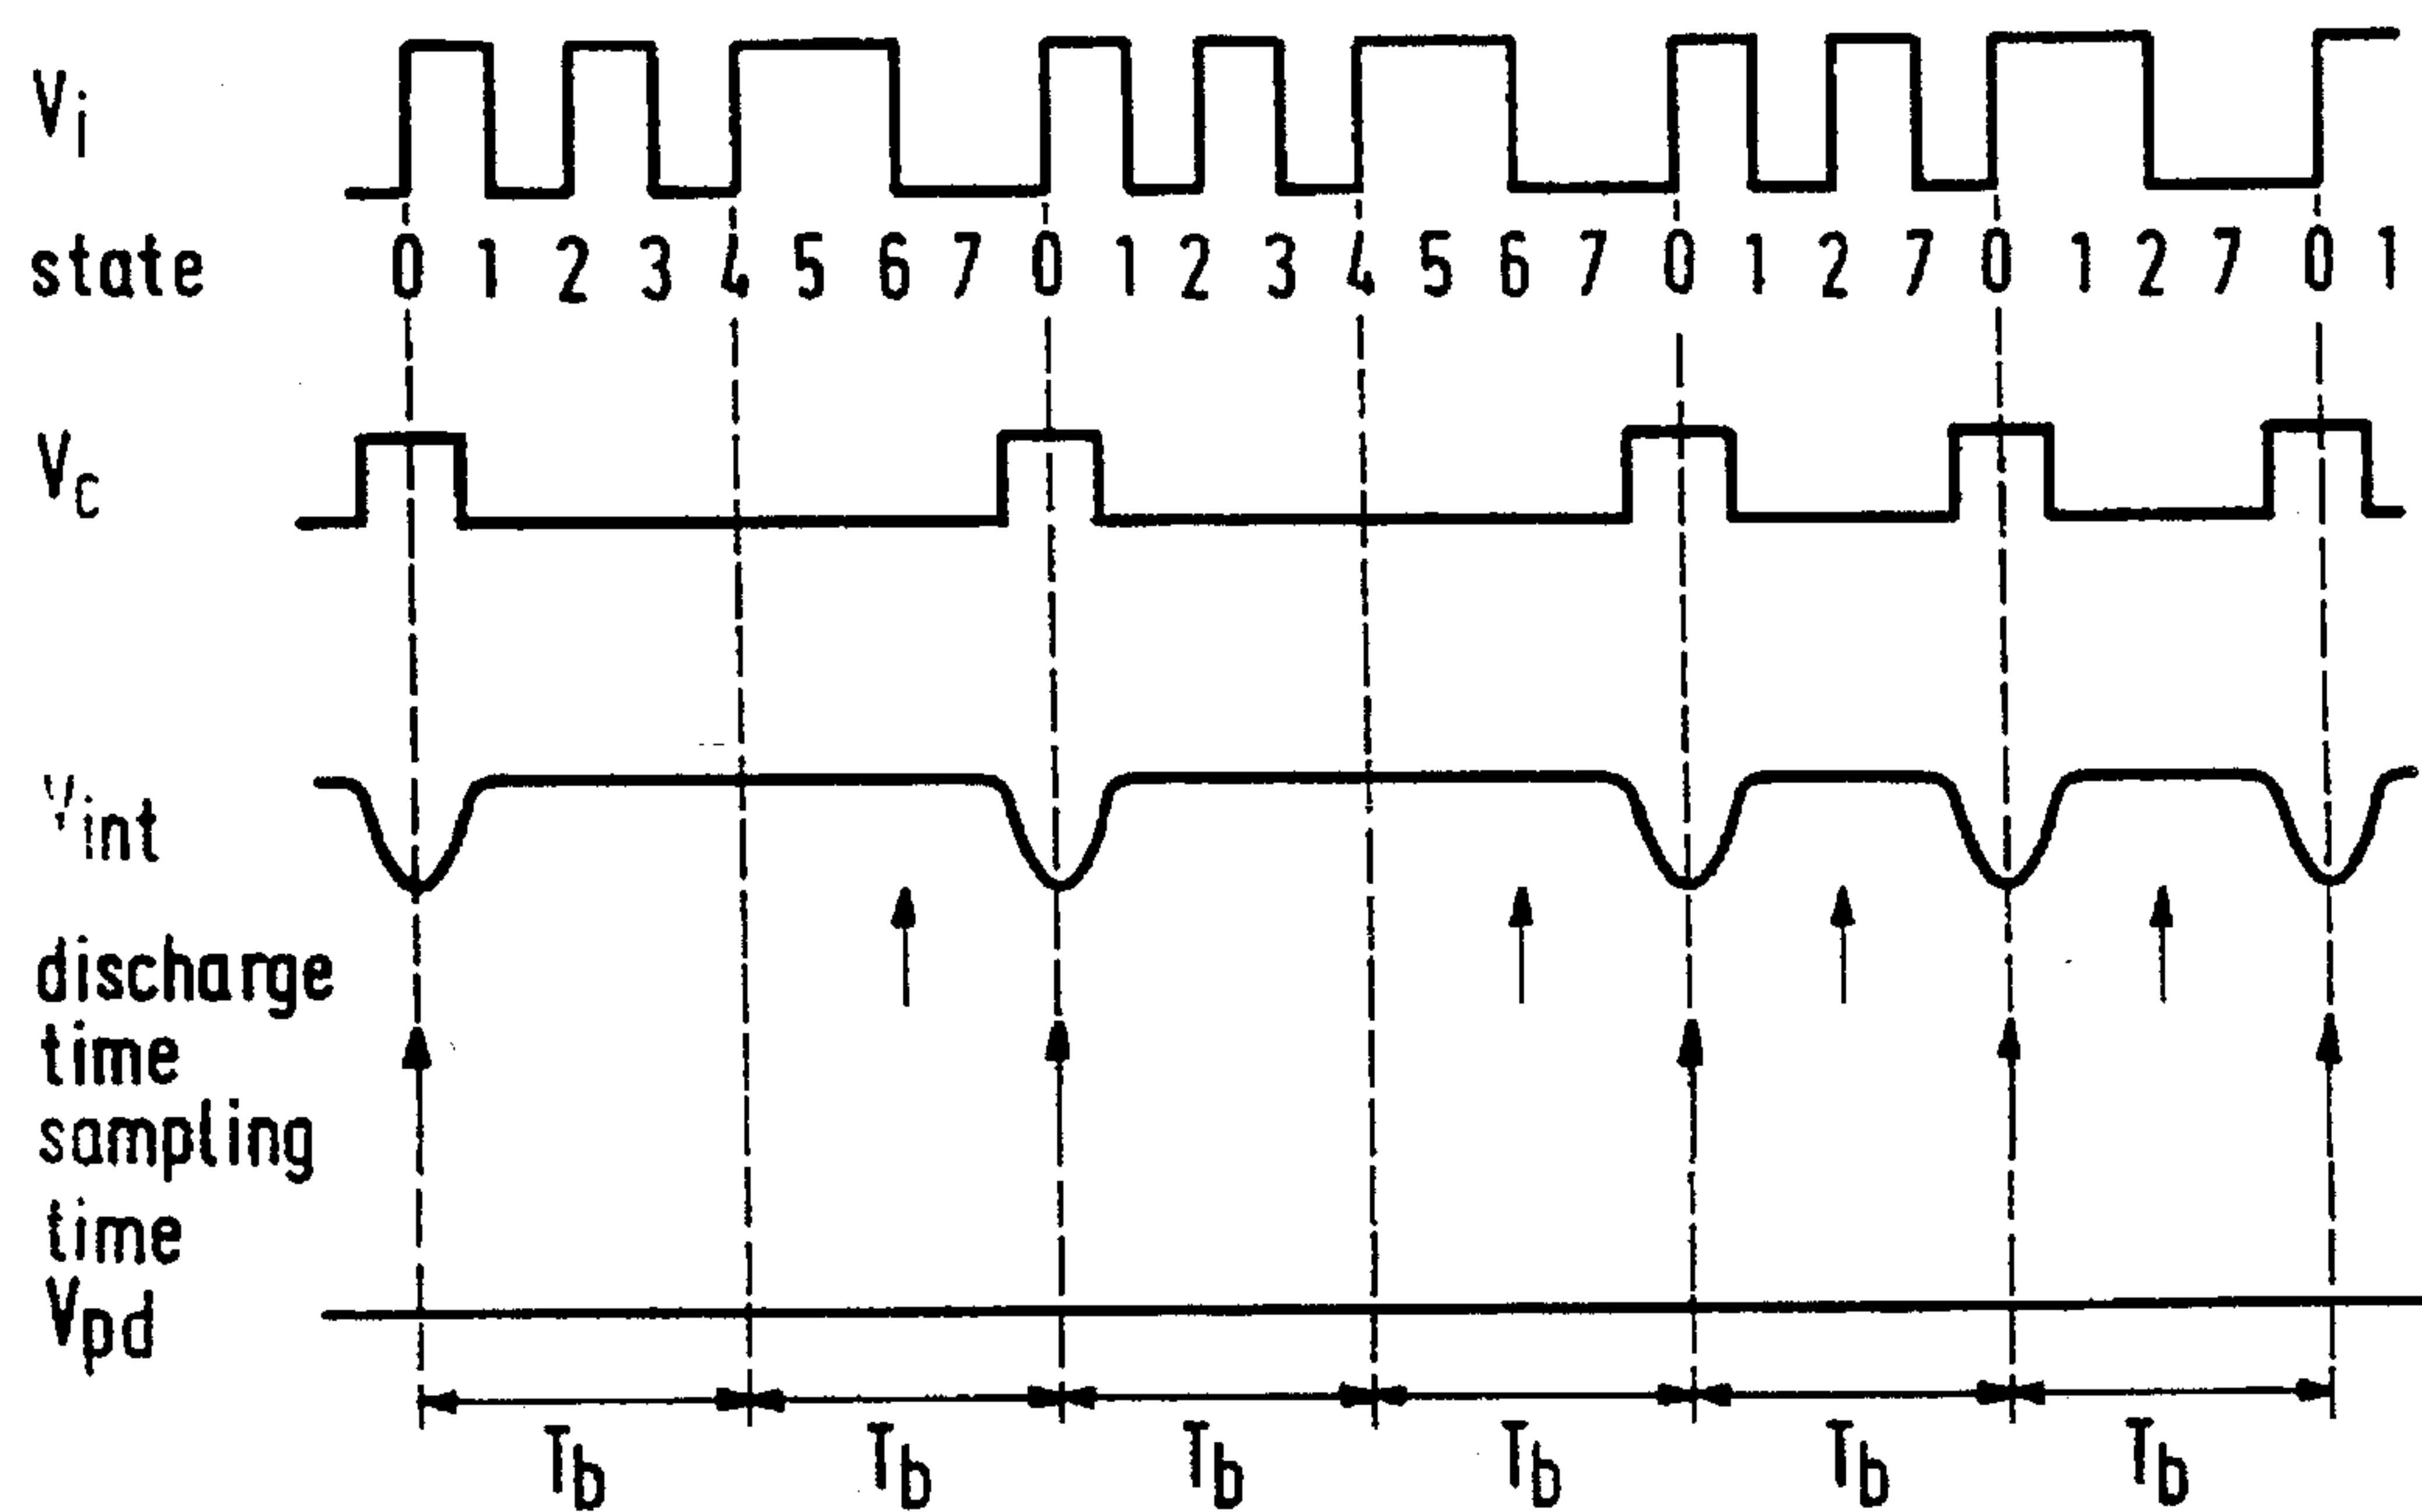 Vi
state 0 1 2 3 4 5 6 7 0 1 2 3 4 5 6 7 0 1 2 7 0 1 2 7 0 1
Vc
Vint
discharge
time
sampling
time
Vpd
Tb Tb Tb Tb Tb Tb